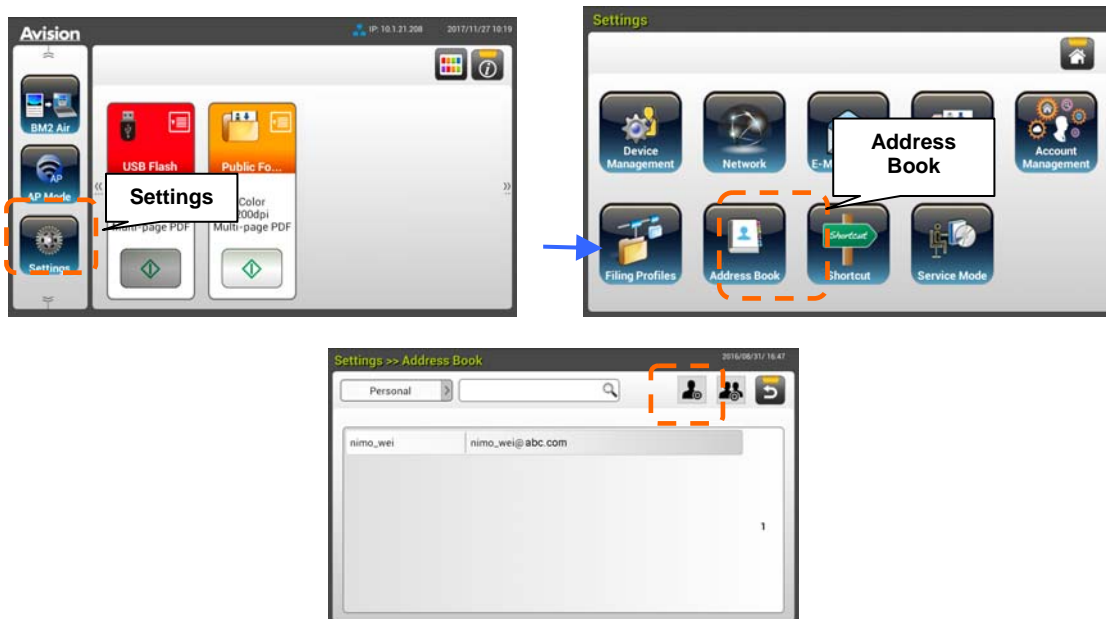 Avision
IP: 10.1.21.208
2017/11/27 10:19
BM2 Air
USB Flash
Public Fo...
AP Mode
Settings
Color
200dpi
Multi-page PDF
Multi-page PDF
Settings
Settings
Device
Management
Network
E-M
Address
Book
Account
Management
Filing Profiles
Address Book
Shortcut
Shortcut
Service Mode
Settings >> Address Book
2016/08/31/ 16:47
Personal
nimo_wei
nimo_wei@abc.com
1